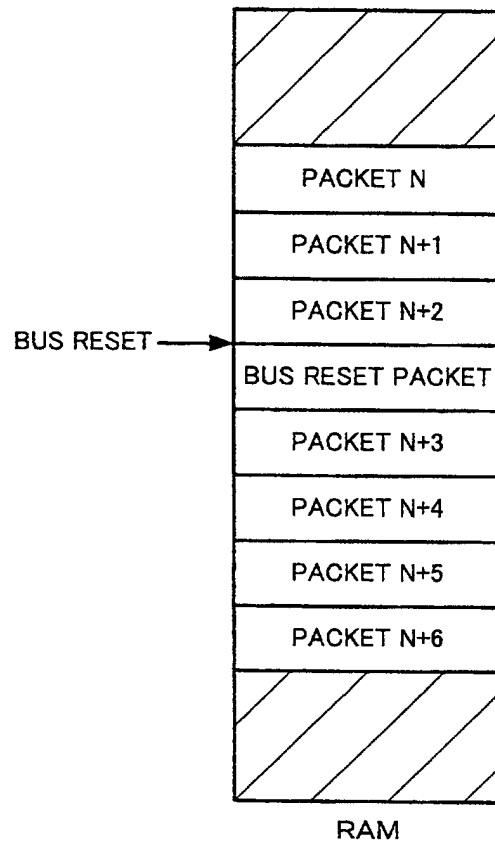 PACKET N
PACKET N+1
PACKET N+2
BUS RESET
BUS RESET PACKET
PACKET N+3
PACKET N+4
PACKET N+5
PACKET N+6
RAM